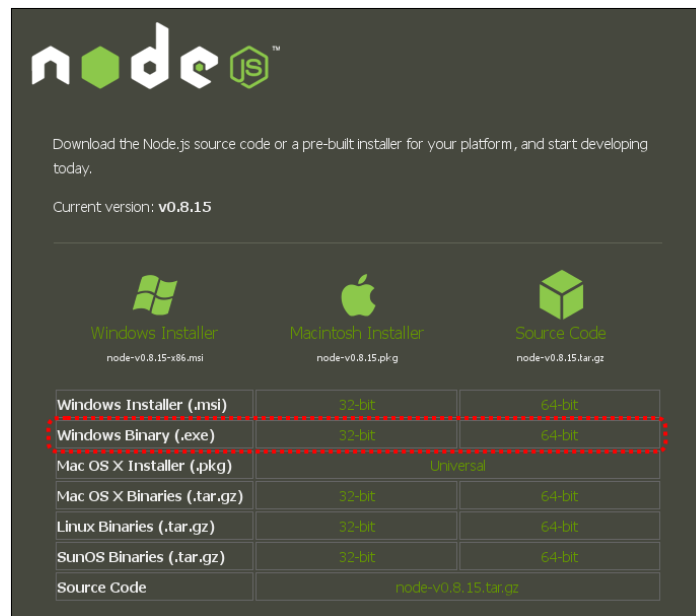 node JS™
Download the Node.js source code or a pre-built installer for your platform, and start developing
today.
Current version: v0.8.15
Windows Installer
node-v0.8.15-x86.msi
Macintosh Installer
node-v0.8.15.pkg
Source Code
node-v0.8.15.tar.gz
Windows Installer (.msi) 32-bit 64-bit
Windows Binary (.exe) 32-bit 64-bit
Mac OS X Installer (.pkg) Universal
Mac OS X Binaries (.tar.gz) 32-bit 64-bit
Linux Binaries (.tar.gz) 32-bit 64-bit
SunOS Binaries (.tar.gz) 32-bit 64-bit
Source Code node-v0.8.15.tar.gz